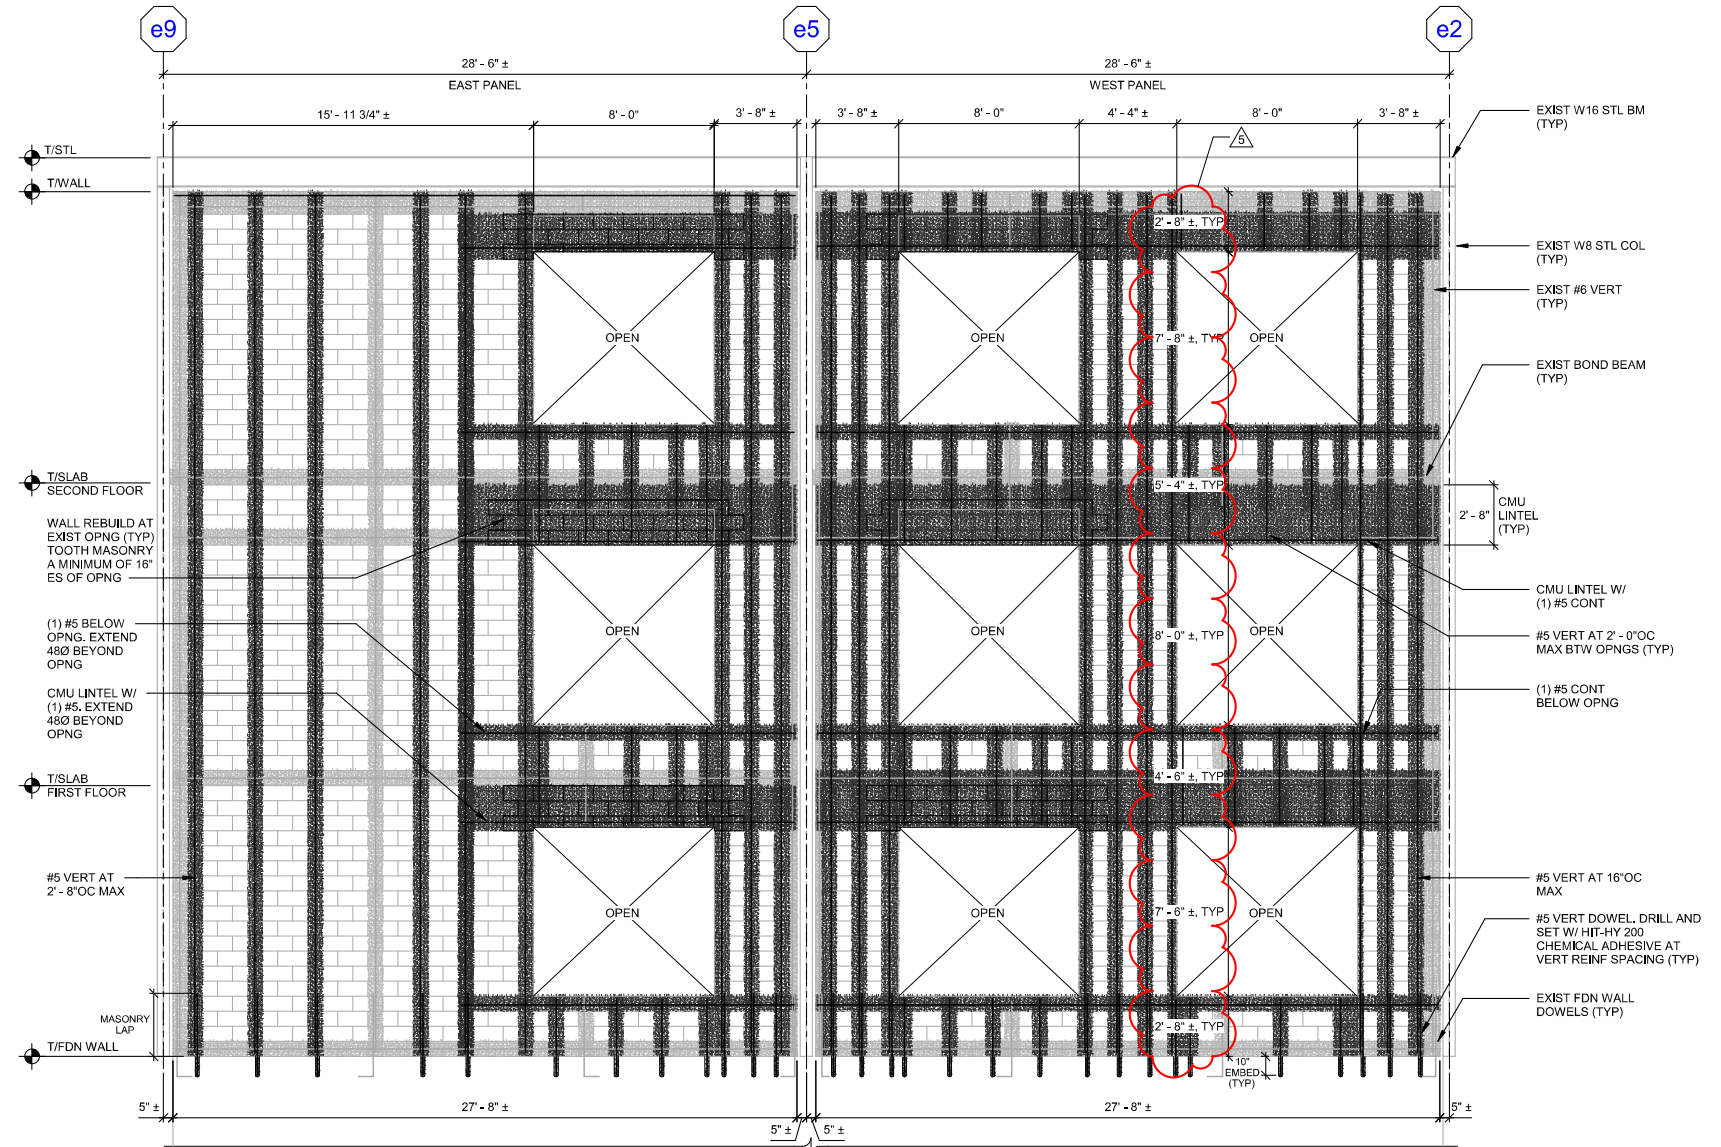 e9
e5
e2
28' - 6" ±
28' - 6" ±
EAST PANEL
WEST PANEL
15' - 11 3/4" ±
8' - 0"
3' - 8" ±
3' - 8" ±
8' - 0"
4' - 4" ±
8' - 0"
3' - 8" ±
5
T/STL
T/WALL
T/SLAB
SECOND FLOOR
WALL REBUILD AT
EXIST OPNG (TYP)
TOOTH MASONRY
A MINIMUM OF 16"
ES OF OPNG
(1) #5 BELOW
OPNG. EXTEND
48Ø BEYOND
OPNG
CMU LINTEL W/
(1) #5. EXTEND
48Ø BEYOND
OPNG
T/SLAB
FIRST FLOOR
#5 VERT AT
2' - 8"OC MAX
MASONRY
LAP
T/FDN WALL
OPEN
OPEN
OPEN
OPEN
OPEN
OPEN
OPEN
OPEN
OPEN
2' - 8" ±, TYP
7' - 8" ±, TYP
5' - 4" ±, TYP
8' - 0" ±, TYP
4' - 6" ±, TYP
7' - 6" ±, TYP
2' - 8" ±, TYP
10"
EMBED
(TYP)
EXIST W16 STL BM
(TYP)
EXIST W8 STL COL
(TYP)
EXIST #6 VERT
(TYP)
EXIST BOND BEAM
(TYP)
2' - 8"
CMU
LINTEL
(TYP)
CMU LINTEL W/
(1) #5 CONT
#5 VERT AT 2' - 0"OC
MAX BTW OPNGS (TYP)
(1) #5 CONT
BELOW OPNG
#5 VERT AT 16"OC
MAX
#5 VERT DOWEL. DRILL AND
SET W/ HIT-HY 200
CHEMICAL ADHESIVE AT
VERT REINF SPACING (TYP)
EXIST FDN WALL
DOWELS (TYP)
5" ±
27' - 8" ±
5" ±
5" ±
27' - 8" ±
5" ±